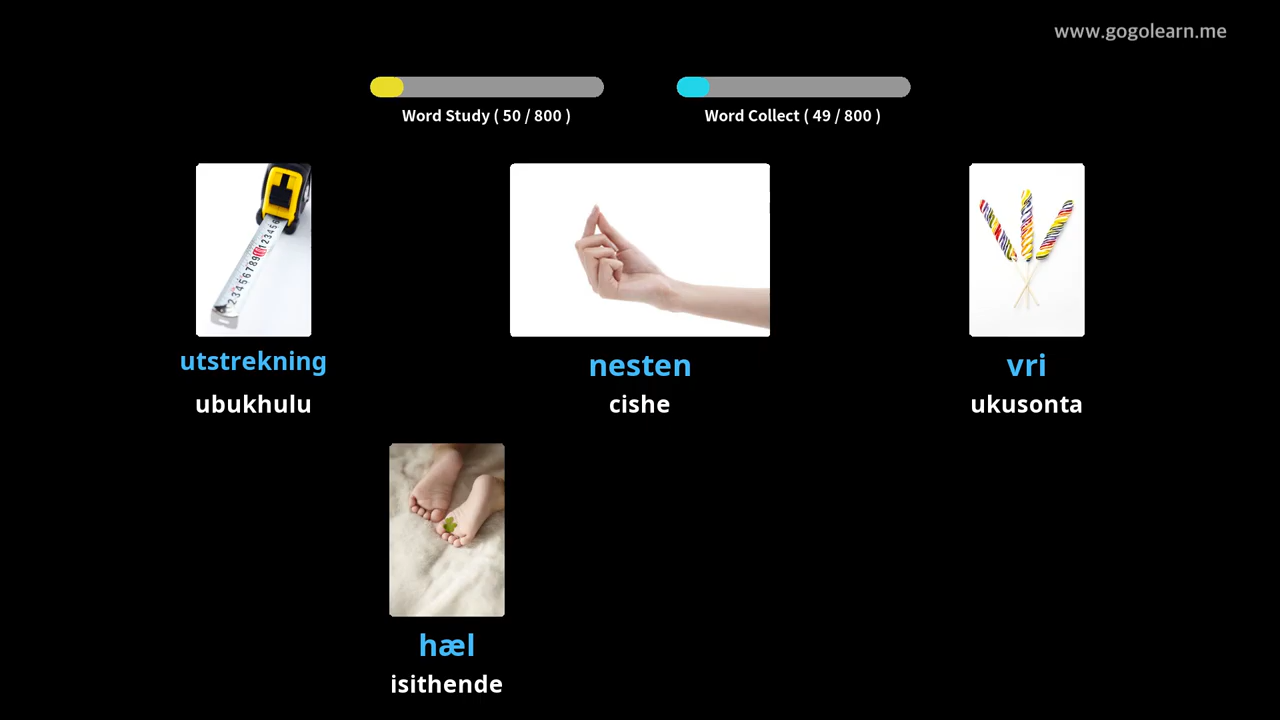 www.gogolearn.me
Word Study ( 50 / 800 )
Word Collect ( 49 / 800 )
utstrekning
ubukhulu
nesten
cishe
vri
ukusonta
hæl
isithende